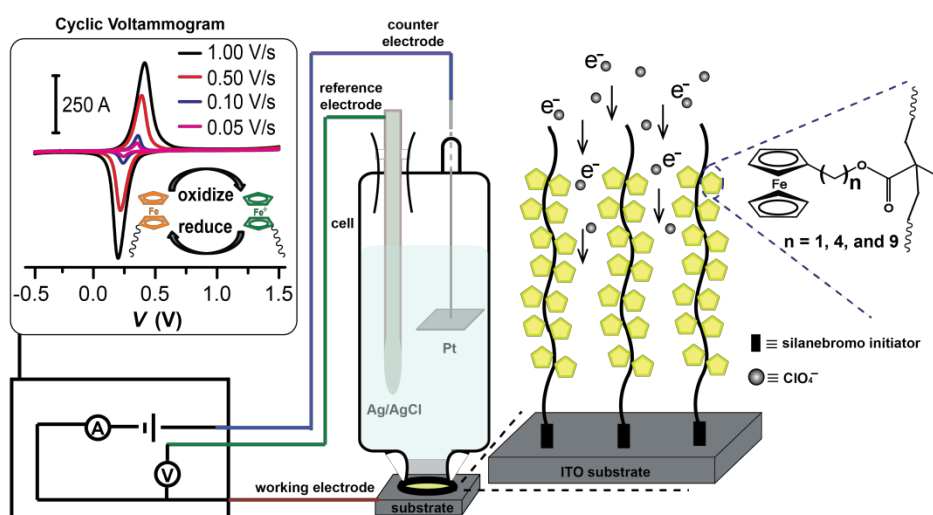 Cyclic Voltammogram
1.00 V/s
0.50 V/s
0.10 V/s
0.05 V/s
250 A
Fe
oxidize
Fe⁺
reduce
-0.5 0.0 0.5 1.0 1.5
V (V)
counter
electrode
reference
electrode
cell
Pt
Ag/AgCl
A
V
working electrode
substrate
e⁻
e⁻
e⁻
e⁻
Fe
n
O
O
n = 1, 4, and 9
≡ silanebromo initiator
≡ ClO₄⁻
ITO substrate